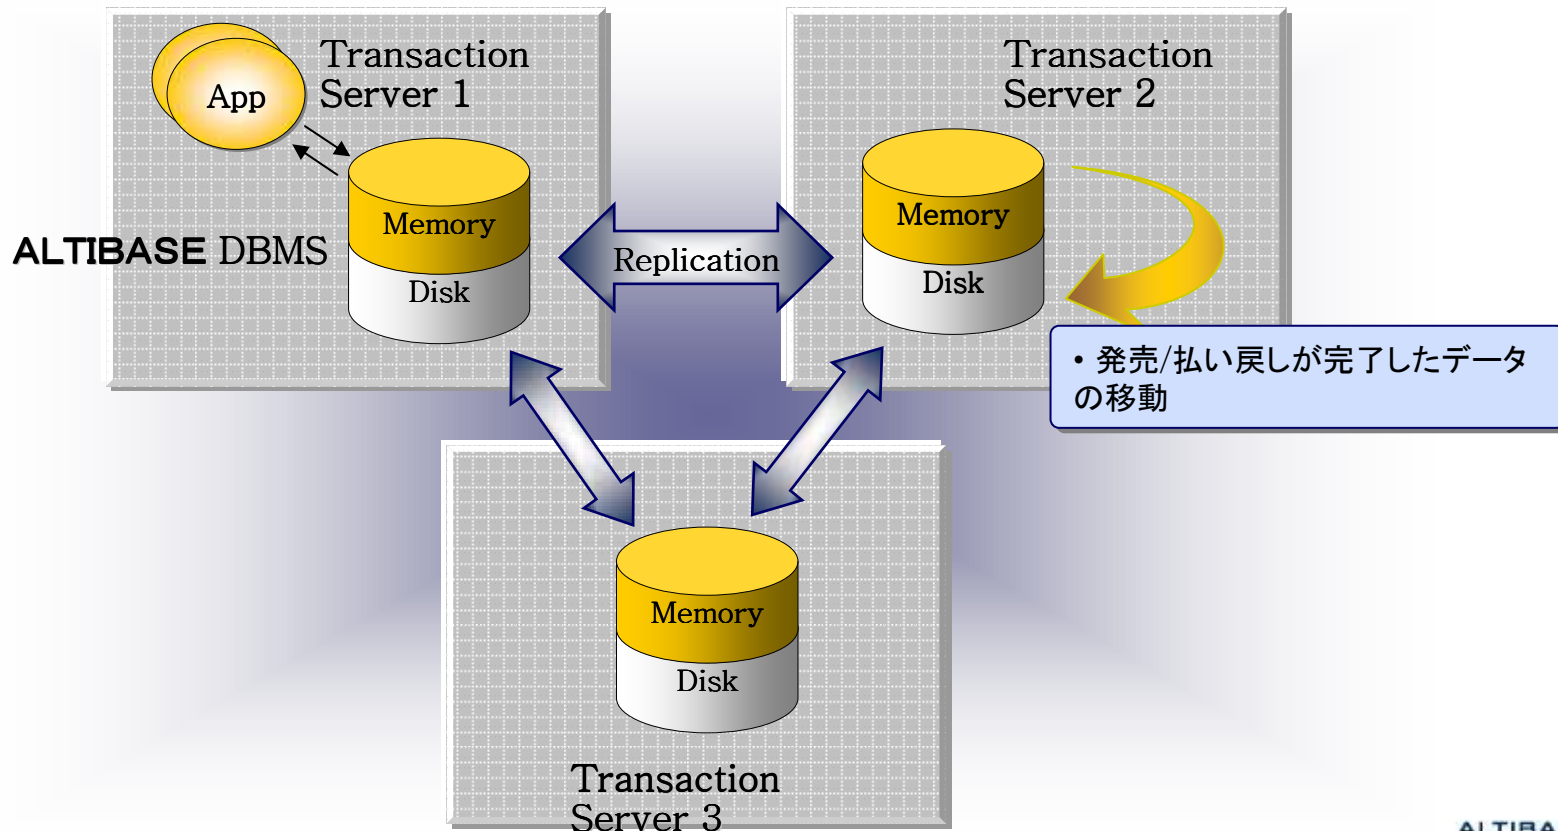 App
Transaction
Server 1
Transaction
Server 2
Memory
Disk
ALTIBASE DBMS
Replication
Memory
Disk
• 発売/払い戻しが完了したデータ
の移動
Memory
Disk
Transaction
Server 3